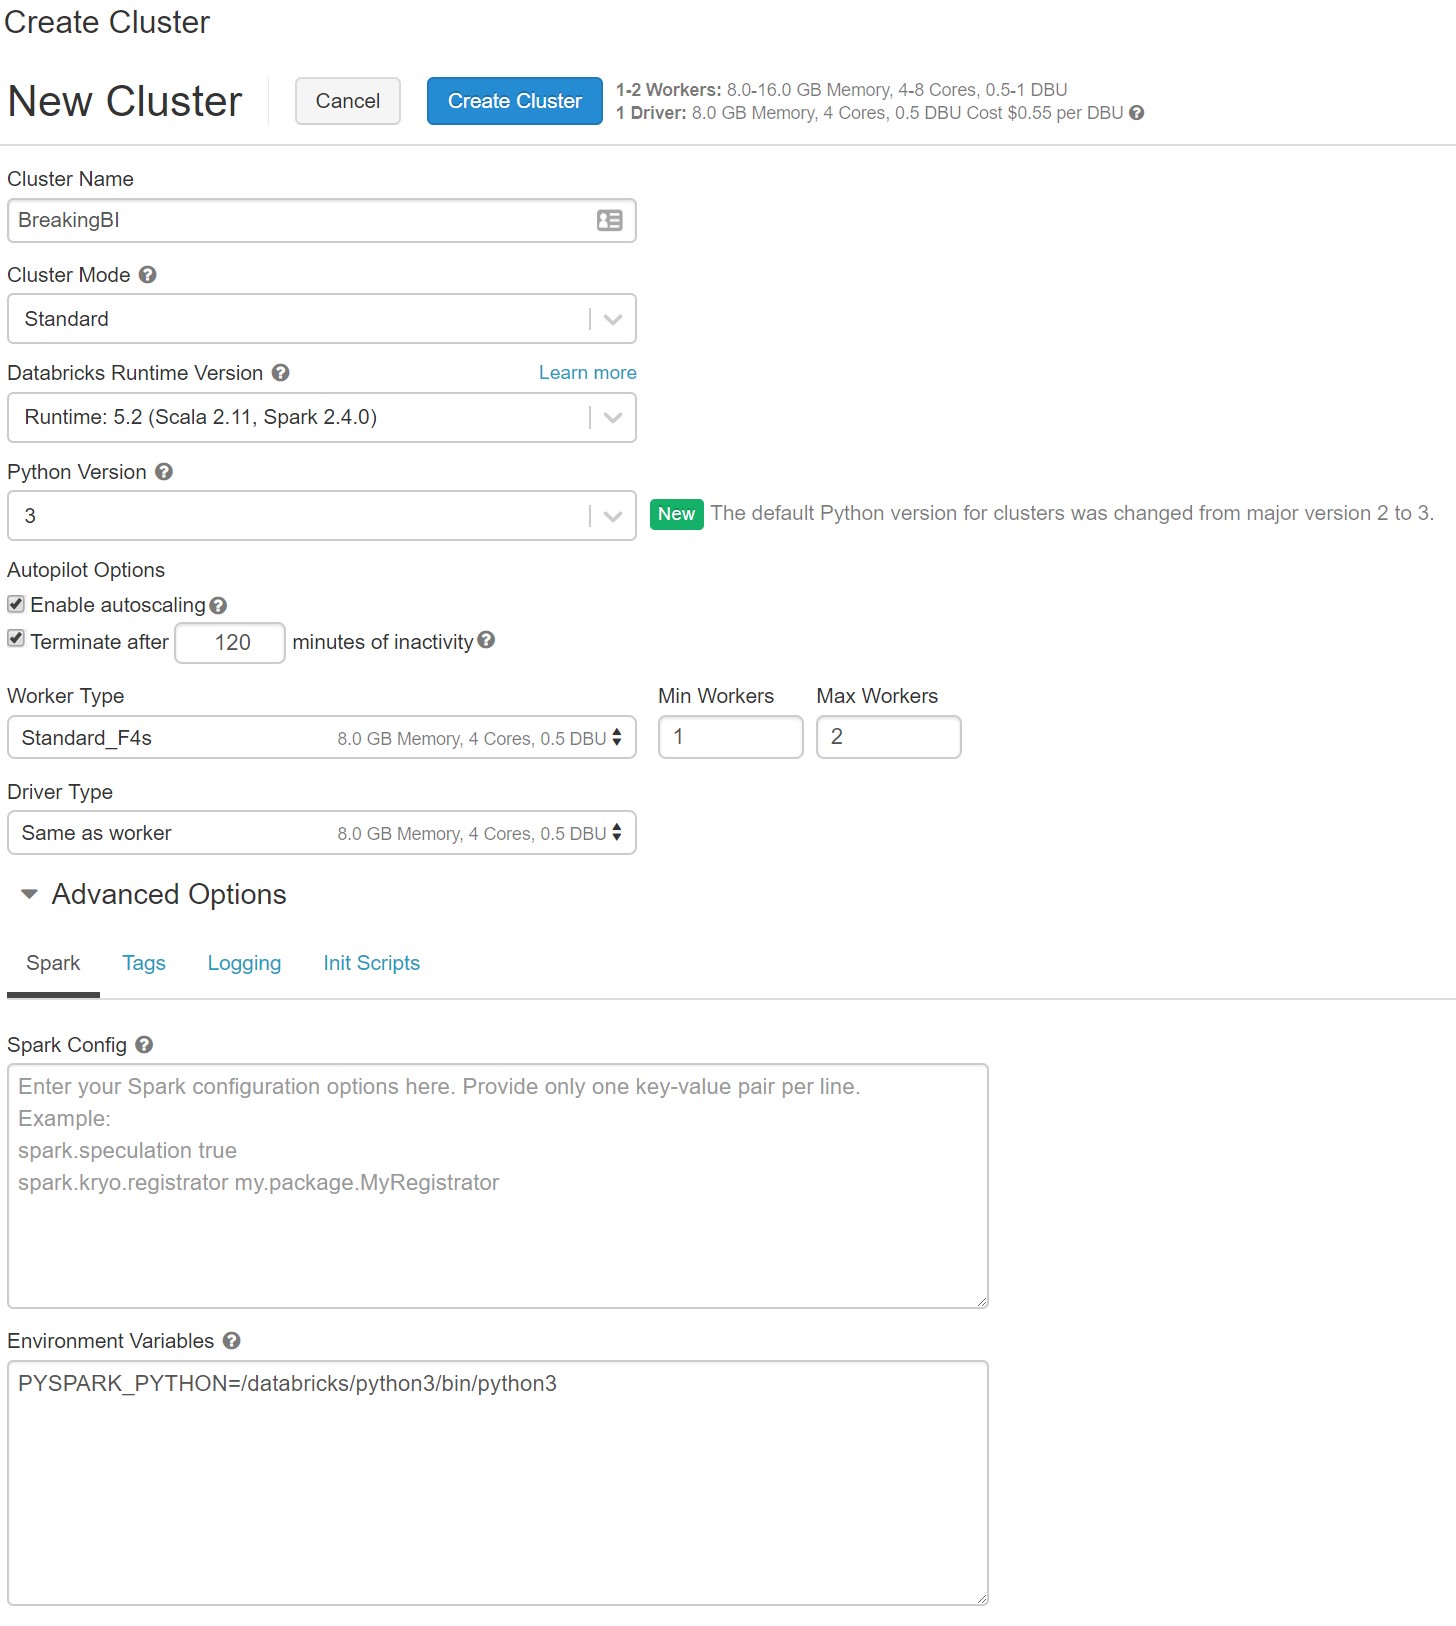 Create Cluster
New Cluster
Cancel
Create Cluster
1-2 Workers: 8.0-16.0 GB Memory, 4-8 Cores, 0.5-1 DBU
1 Driver: 8.0 GB Memory, 4 Cores, 0.5 DBU Cost $0.55 per DBU ?
Cluster Name
BreakingBI
Cluster Mode ?
Standard
Databricks Runtime Version ? Learn more
Runtime: 5.2 (Scala 2.11, Spark 2.4.0)
Python Version ?
3
New The default Python version for clusters was changed from major version 2 to 3.
Autopilot Options
Enable autoscaling ?
Terminate after 120 minutes of inactivity ?
Worker Type Min Workers Max Workers
Standard_F4s 8.0 GB Memory, 4 Cores, 0.5 DBU 1 2
Driver Type
Same as worker 8.0 GB Memory, 4 Cores, 0.5 DBU
Advanced Options
Spark Tags Logging Init Scripts
Spark Config ?
Enter your Spark configuration options here. Provide only one key-value pair per line.
Example:
spark.speculation true
spark.kryo.registrator my.package.MyRegistrator
Environment Variables ?
PYSPARK_PYTHON=/databricks/python3/bin/python3